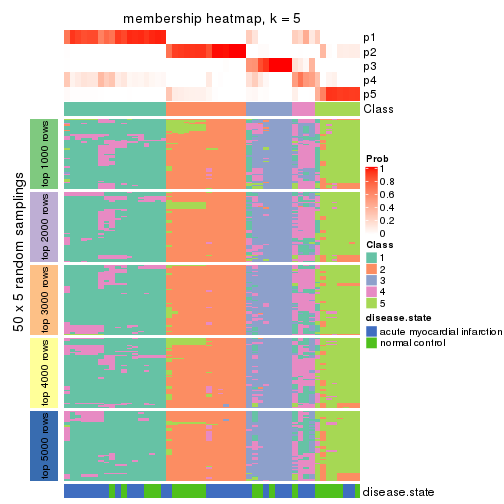 membership heatmap, k = 5
p1
p2
p3
p4
p5
Class
50 x 5 random samplings
top 1000 rows
top 2000 rows
top 3000 rows
top 4000 rows
top 5000 rows
disease.state
Prob
1
0.8
0.6
0.4
0.2
0
Class
1
2
3
4
5
disease.state
acute myocardial infarction
normal control